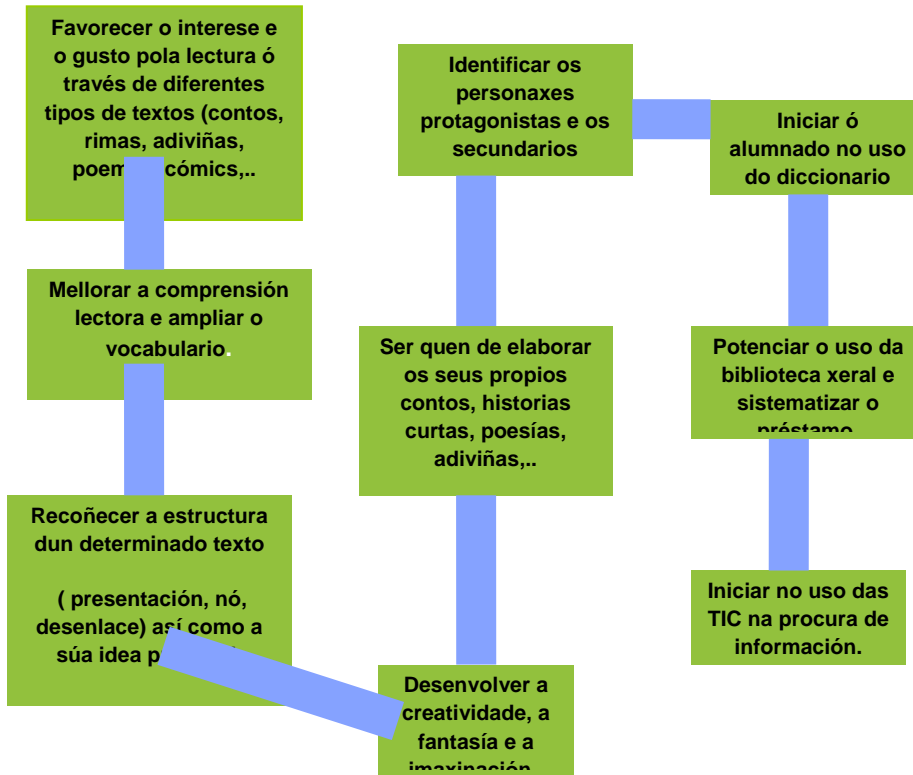 Favorecer o interese e
o gusto pola lectura ó
través de diferentes
tipos de textos (contos,
rimas, adiviñas,
cómics,..
Mellorar a comprensión
lectora e ampliar o
vocabulario.
Recoñecer a estructura
dun determinado texto
( presentación, nó,
desenlace) así como a
súa idea
Desenvolver a
creatividade, a
fantasía e a
imaxinación
Ser quen de elaborar
os seus propios
contos, historias
curtas, poesías,
adiviñas,..
Identificar os
personaxes
protagonistas e os
secundarios
Iniciar ó
alumnado no uso
do diccionario
Potenciar o uso da
biblioteca xeral e
sistematizar o
préstamo
Iniciar no uso das
TIC na procura de
información.